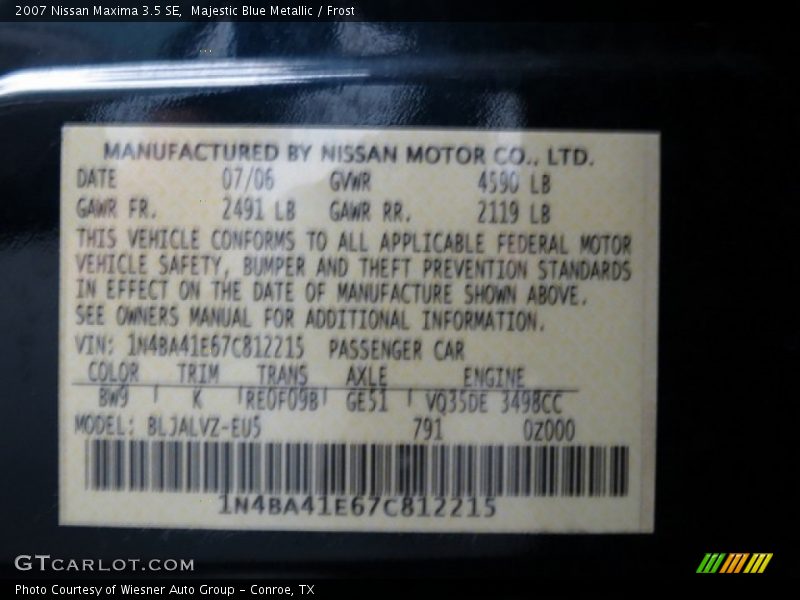 2007 Nissan Maxima 3.5 SE,  Majestic Blue Metallic / Frost
MANUFACTURED BY NISSAN MOTOR CO., LTD.
DATE 07/06 GVWR 4590 LB
GAWR FR. 2491 LB GAWR RR. 2119 LB
THIS VEHICLE CONFORMS TO ALL APPLICABLE FEDERAL MOTOR
VEHICLE SAFETY, BUMPER AND THEFT PREVENTION STANDARDS
IN EFFECT ON THE DATE OF MANUFACTURE SHOWN ABOVE.
SEE OWNERS MANUAL FOR ADDITIONAL INFORMATION.
VIN: 1N4BA41E67C812215 PASSENGER CAR
COLOR TRIM TRANS AXLE ENGINE
BW9 K RE0F09B GE51 VQ35DE 3498CC
MODEL: BLJALVZ-EU5 791 0Z000
1N4BA41E67C812215
GTCARLOT.COM
Photo Courtesy of Wiesner Auto Group - Conroe, TX